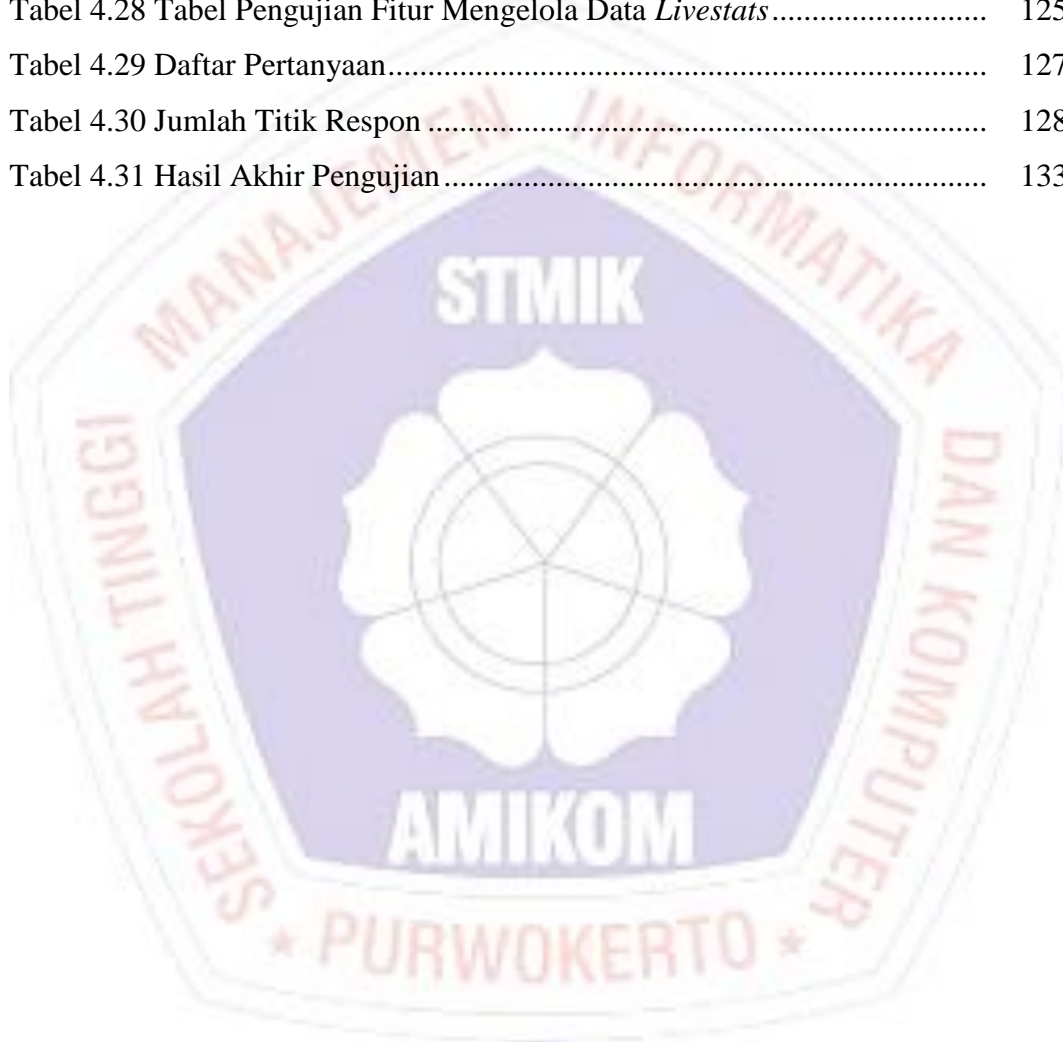 Tabel 4.28 Tabel Pengujian Fitur Mengelola Data Livestats ........................ 125
Tabel 4.29 Daftar Pertanyaan ........................ 127
Tabel 4.30 Jumlah Titik Respon ........................ 128
Tabel 4.31 Hasil Akhir Pengujian ........................ 133
SEKOLAH TINGGI MANAJEMEN INFORMATIKA DAN KOMPUTER
STMIK
AMIKOM
* PURWOKERTO *